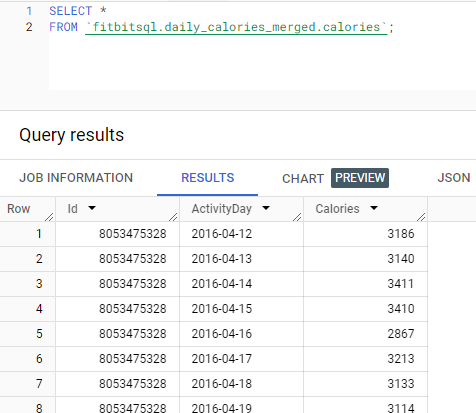 1 SELECT *
2 FROM `fitbitsql.daily_calories_merged.calories`;
Query results
JOB INFORMATION RESULTS CHART PREVIEW JSON
Row Id ActivityDay Calories
1 8053475328 2016-04-12 3186
2 8053475328 2016-04-13 3140
3 8053475328 2016-04-14 3411
4 8053475328 2016-04-15 3410
5 8053475328 2016-04-16 2867
6 8053475328 2016-04-17 3213
7 8053475328 2016-04-18 3133
8 8053475328 2016-04-19 3114